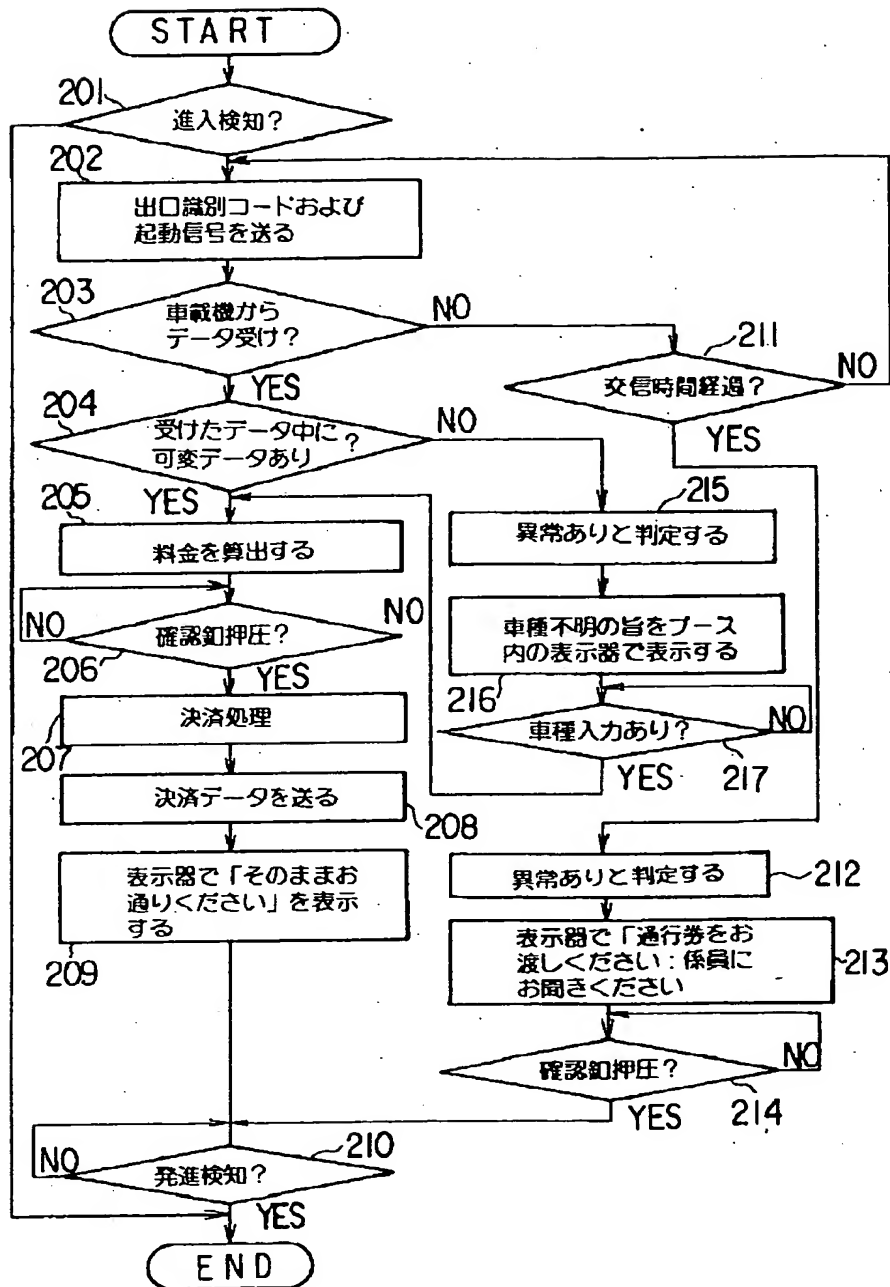 START
201
進入検知?
202
出口識別コードおよび
起動信号を送る
203
車載機から
データ受け?
NO
211
交信時間経過?
NO
YES
YES
204
受けたデータ中に
可変データあり
?
NO
YES
205
料金を算出する
215
異常ありと判定する
NO
確認釦押圧?
NO
206
YES
車種不明の旨をブース
内の表示器で表示する
216
207
決済処理
車種入力あり?
NO
217
YES
決済データを送る
208
表示器で「そのままお
通りください」を表示
する
209
異常ありと判定する
212
表示器で「通行券をお
渡しください:係員に
お聞きください
213
確認釦押圧?
NO
214
YES
210
NO
発進検知?
YES
END